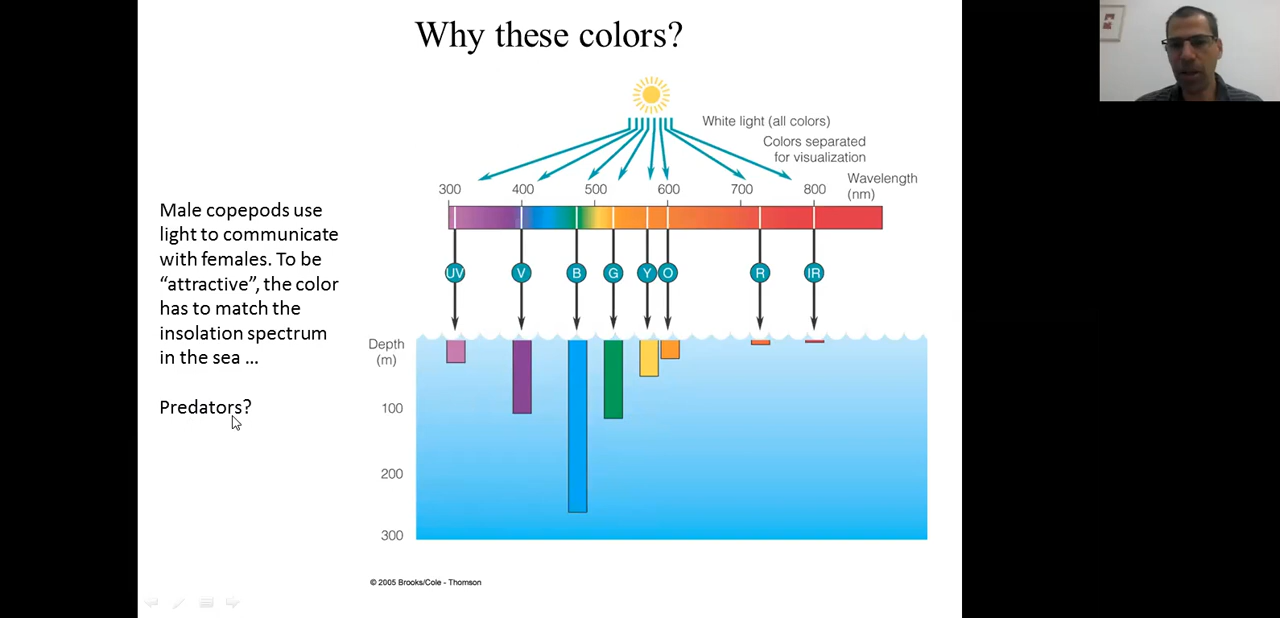 Why these colors?
White light (all colors)
Colors separated
for visualization
Wavelength
(nm)
300 400 500 600 700 800
UV V B G Y O R IR
Male copepods use
light to communicate
with females. To be
“attractive”, the color
has to match the
insolation spectrum
in the sea ...
Predators?
Depth
(m)
100
200
300
© 2005 Brooks/Cole - Thomson